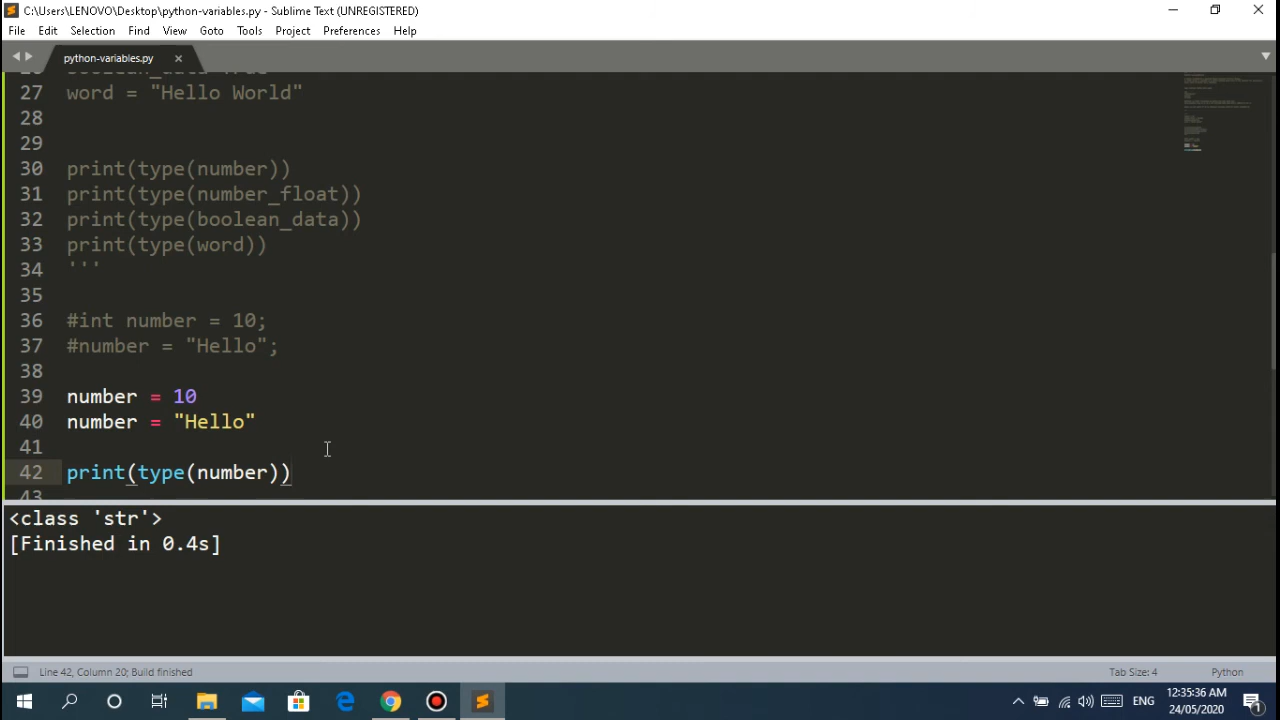 C:\Users\LENOVO\Desktop\python-variables.py - Sublime Text (UNREGISTERED)
File Edit Selection Find View Goto Tools Project Preferences Help
python-variables.py
27 word = "Hello World"
28
29
30 print(type(number))
31 print(type(number_float))
32 print(type(boolean_data))
33 print(type(word))
34 '''
35
36 #int number = 10;
37 #number = "Hello";
38
39 number = 10
40 number = "Hello"
41
42 print(type(number))
43
<class 'str'>
[Finished in 0.4s]
Line 42, Column 20; Build finished Tab Size: 4 Python
ENG 12:35:36 AM
24/05/2020
1